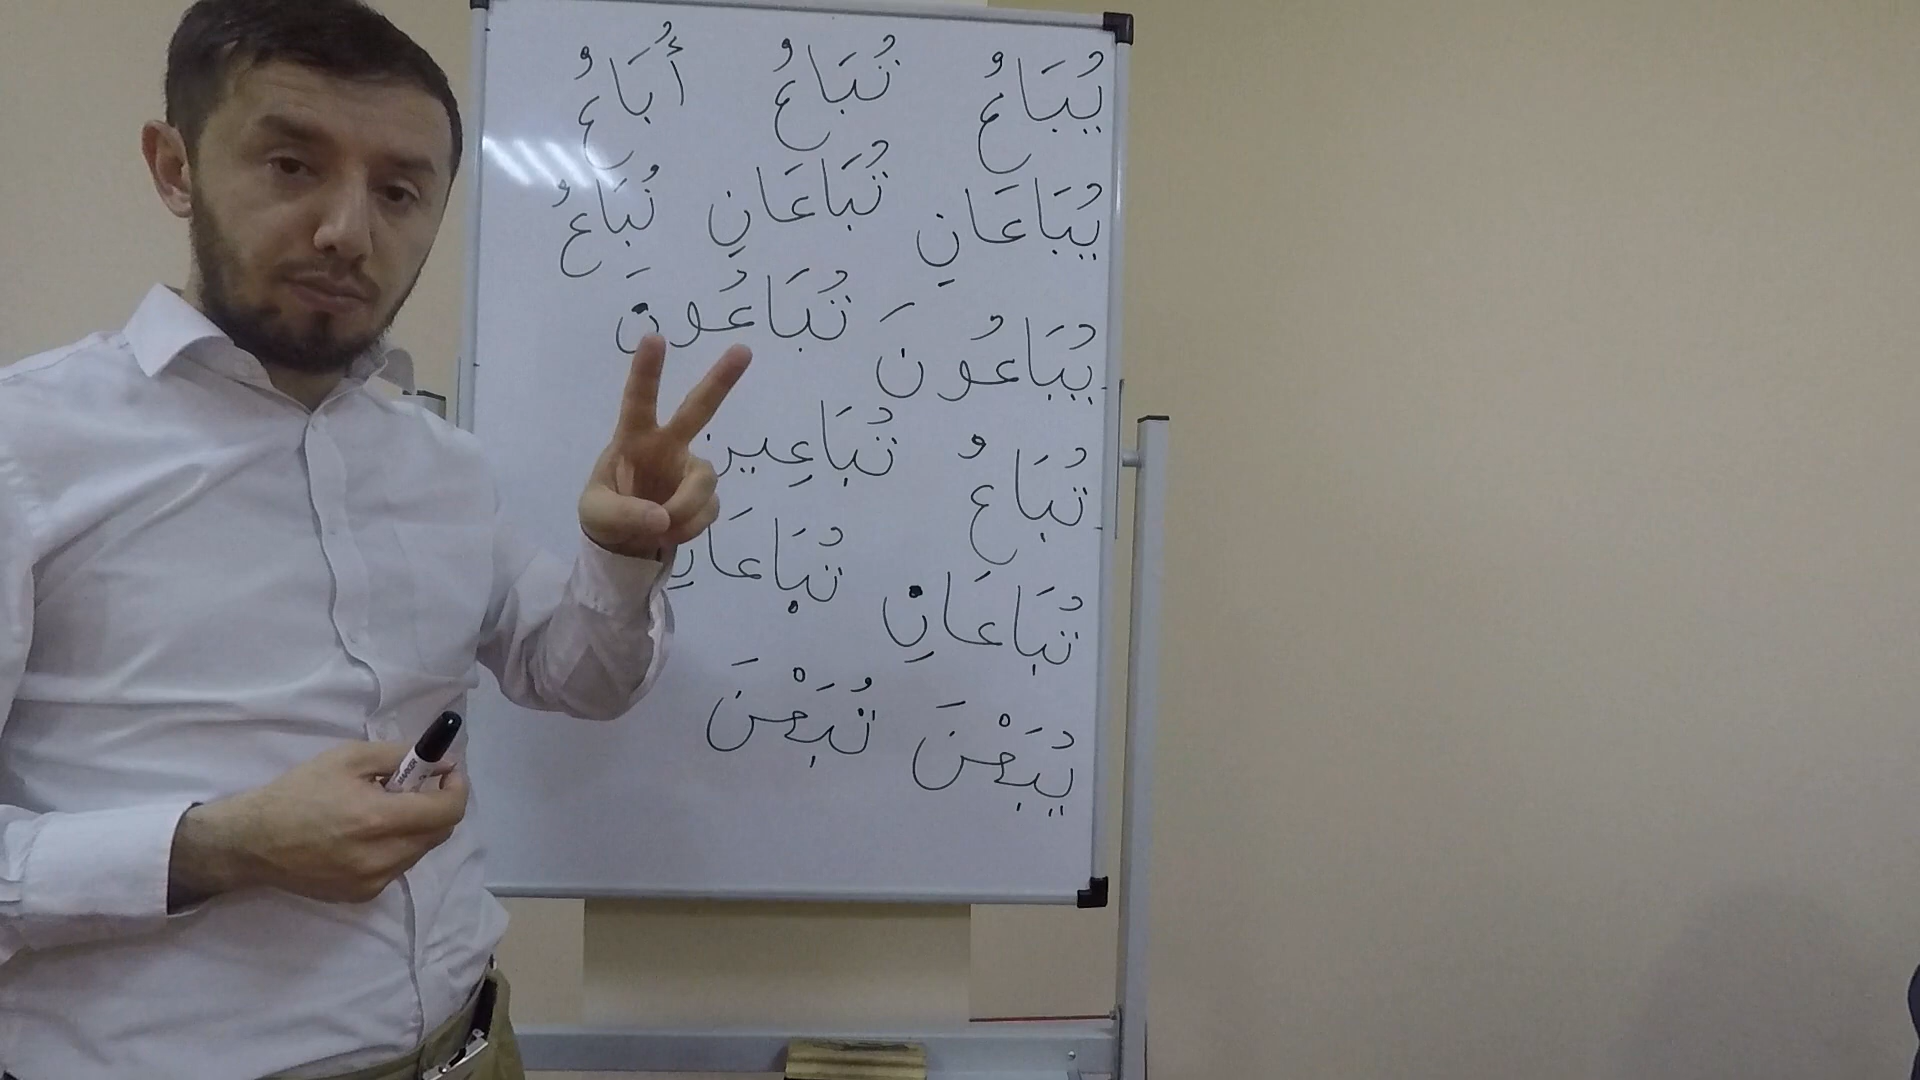 يُبَاعُ تُبَاعُ أُبَاعُ
يُبَاعَانِ تُبَاعَانِ نُبَاعُ
يُبَاعُونَ تُبَاعُونَ
تُبَاعُ تُبَاعِين
تُبَاعَانِ تُبَاعَانِ
يُبَعْنَ تُبَعْنَ
MARKER